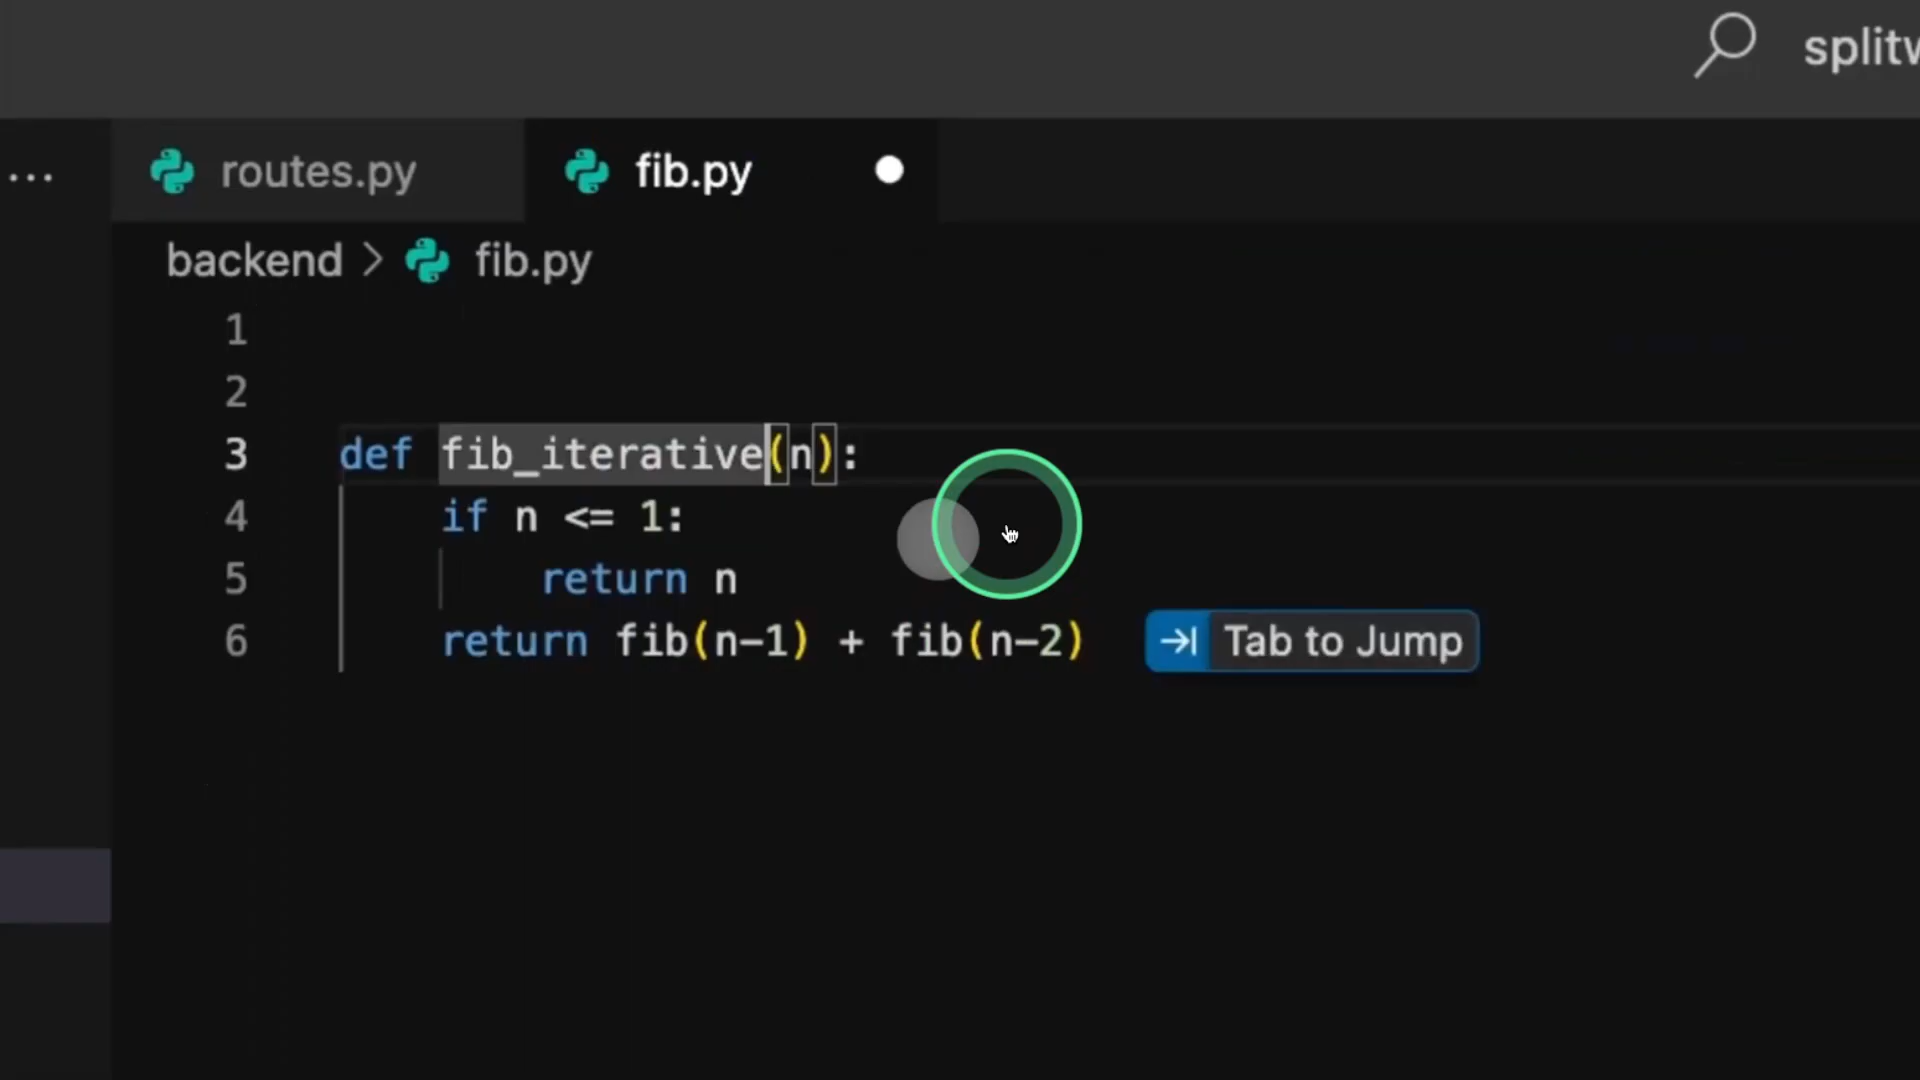 splitw
...
routes.py
fib.py
backend > fib.py
1
2
3 def fib_iterative(n):
4 if n <= 1:
5 return n
6 return fib(n-1) + fib(n-2) →| Tab to Jump